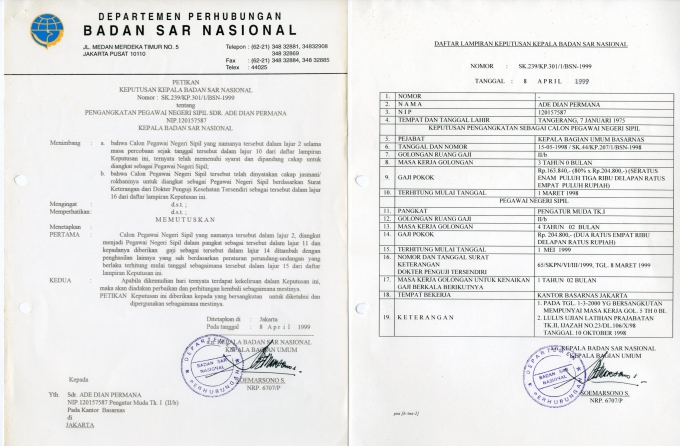 DEPARTEMEN PERHUBUNGAN
BADAN SAR NASIONAL
JL. MEDAN MERDEKA TIMUR NO. 5
JAKARTA PUSAT 10110
Telepon : (62-21) 348 32881, 34832908
348 32869
Fax : (62-21) 348 32884, 348 32885
Telex : 44025
PETIKAN
KEPUTUSAN KEPALA BADAN SAR NASIONAL
Nomor : SK.239/KP.301/1/BSN-1999
tentang
PENGANGKATAN PEGAWAI NEGERI SIPIL SDR. ADE DIAN PERMANA
NIP.120157587
KEPALA BADAN SAR NASIONAL
Menimbang : a. bahwa Calon Pegawai Negeri Sipil yang namanya tersebut dalam lajur 2 selama
masa percobaan sejak tanggal tersebut dalam lajur 10 dari daftar lampiran
Keputusan ini, ternyata telah memenuhi syarat dan dipandang cakap untuk
diangkat sebagai Pegawai Negeri Sipil;
b. bahwa Calon Pegawai Negeri Sipil tersebut telah dinyatakan cakap jasmani/
rokhaninya untuk diangkat sebagai Pegawai Negeri Sipil berdasarkan Surat
Keterangan dari Dokter Penguji Kesehatan Tersendiri sebagai tersebut dalam lajur
16 dari daftar lampiran Keputusan ini.
Mengingat : d.s.t. ;
Memperhatikan : d.s.t. ;
M E M U T U S K A N
Menetapkan :
PERTAMA : Calon Pegawai Negeri Sipil yang namanya tersebut dalam lajur 2, diangkat
menjadi Pegawai Negeri Sipil dalam pangkat sebagai tersebut dalam lajur 11 dan
kepadanya diberikan gaji sebagai tersebut dalam lajur 14 ditambah dengan
penghasilan lainnya yang sah berdasarkan peraturan perundang-undangan yang
berlaku terhitung mulai tanggal sebagaimana tersebut dalam lajur 15 dari daftar
lampiran Keputusan ini.
KEDUA : Apabila dikemudian hari ternyata terdapat kekeliruan dalam Keputusan ini,
maka akan diadakan perbaikan dan perhitungan kembali sebagaimana mestinya.
PETIKAN Keputusan ini diberikan kepada yang bersangkutan untuk diketahui dan
dipergunakan sebagaimana mestinya.
Ditetapkan di : Jakarta
Pada tanggal : 8 April 1999
KEPALA BADAN SAR NASIONAL
KEPALA BAGIAN UMUM
DEPARTEMEN
BADAN SAR
NASIONAL
PERHUBUNGAN
SOEMARSONO S.
NRP. 6707/P
Kepada
Yth. Sdr. ADE DIAN PERMANA
NIP.120157587 Pengatur Muda Tk. I (II/b)
Pada Kantor Basarnas
di
JAKARTA
DAFTAR LAMPIRAN KEPUTUSAN KEPALA BADAN SAR NASIONAL
NOMOR : SK.239/KP.301/1/BSN-1999
TANGGAL : 8 A P R I L 1999
1. NOMOR -
2. N A M A ADE DIAN PERMANA
3. N I P 120157587
4. TEMPAT DAN TANGGAL LAHIR TANGERANG, 7 JANUARI 1975
KEPUTUSAN PENGANGKATAN SEBAGAI CALON PEGAWAI NEGERI SIPIL
5. PEJABAT KEPALA BAGIAN UMUM BASARNAS
6. TANGGAL DAN NOMOR 15-05-1998 / SK.44/KP.207/1/BSN-1998
7. GOLONGAN RUANG GAJI II/b
8. MASA KERJA GOLONGAN 3 TAHUN 0 BULAN
9. GAJI POKOK Rp.163.840,- (80% x Rp.204.800,-) (SERATUS
ENAM PULUH TIGA RIBU DELAPAN RATUS
EMPAT PULUH RUPIAH)
10. TERHITUNG MULAI TANGGAL 1 MARET 1998
PEGAWAI NEGERI SIPIL
11. PANGKAT PENGATUR MUDA TK.I
12. GOLONGAN RUANG GAJI II/b
13. MASA KERJA GOLONGAN 4 TAHUN 02 BULAN
14. GAJI POKOK Rp. 204.800,- (DUA RATUS EMPAT RIBU
DELAPAN RATUS RUPIAH)
15. TERHITUNG MULAI TANGGAL 1 MEI 1999
16. NOMOR DAN TANGGAL SURAT
KETERANGAN
DOKTER PENGUJI TERSENDIRI 65/SKPN/VI/III/1999, TGL. 8 MARET 1999
17. MASA KERJA GOLONGAN UNTUK KENAIKAN
GAJI BERKALA BERIKUTNYA 1 TAHUN 02 BULAN
18. TEMPAT BEKERJA KANTOR BASARNAS JAKARTA
19. K E T E R A N G A N 1. PADA TGL. 1-3-2000 YG BERSANGKUTAN
MEMPUNYAI MASA KERJA GOL. 5 TH 0 BL
2. LULUS UJIAN LATIHAN PRAJABATAN
TK.II, IJAZAH NO.23/DL.106/X/98
TANGGAL 10 OKTOBER 1998
KEPALA BADAN SAR NASIONAL
KEPALA BAGIAN UMUM
DEPARTEMEN
BADAN SAR
NASIONAL
PERHUBUNGAN
SOEMARSONO S.
NRP. 6707/P